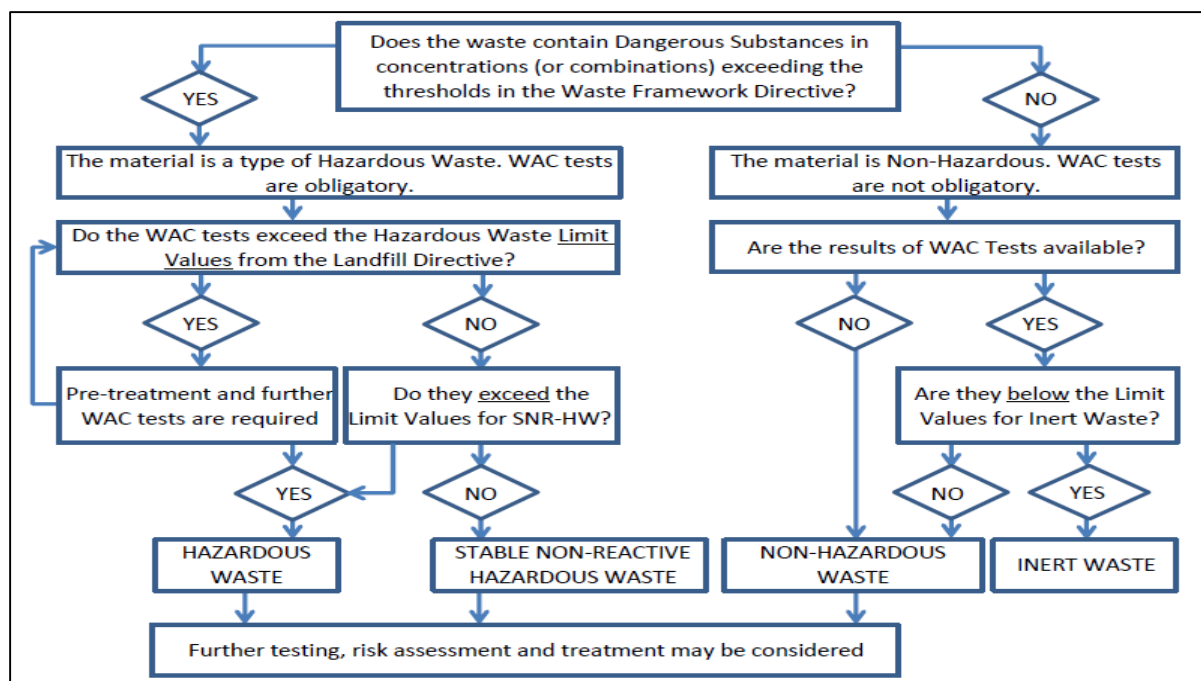 Does the waste contain Dangerous Substances in
concentrations (or combinations) exceeding the
thresholds in the Waste Framework Directive?
YES
NO
The material is a type of Hazardous Waste. WAC tests
are obligatory.
The material is Non-Hazardous. WAC tests
are not obligatory.
Do the WAC tests exceed the Hazardous Waste Limit
Values from the Landfill Directive?
Are the results of WAC Tests available?
YES
NO
NO
YES
Pre-treatment and further
WAC tests are required
Do they exceed the
Limit Values for SNR-HW?
Are they below the Limit
Values for Inert Waste?
YES
NO
NO
YES
HAZARDOUS
WASTE
STABLE NON-REACTIVE
HAZARDOUS WASTE
NON-HAZARDOUS
WASTE
INERT WASTE
Further testing, risk assessment and treatment may be considered